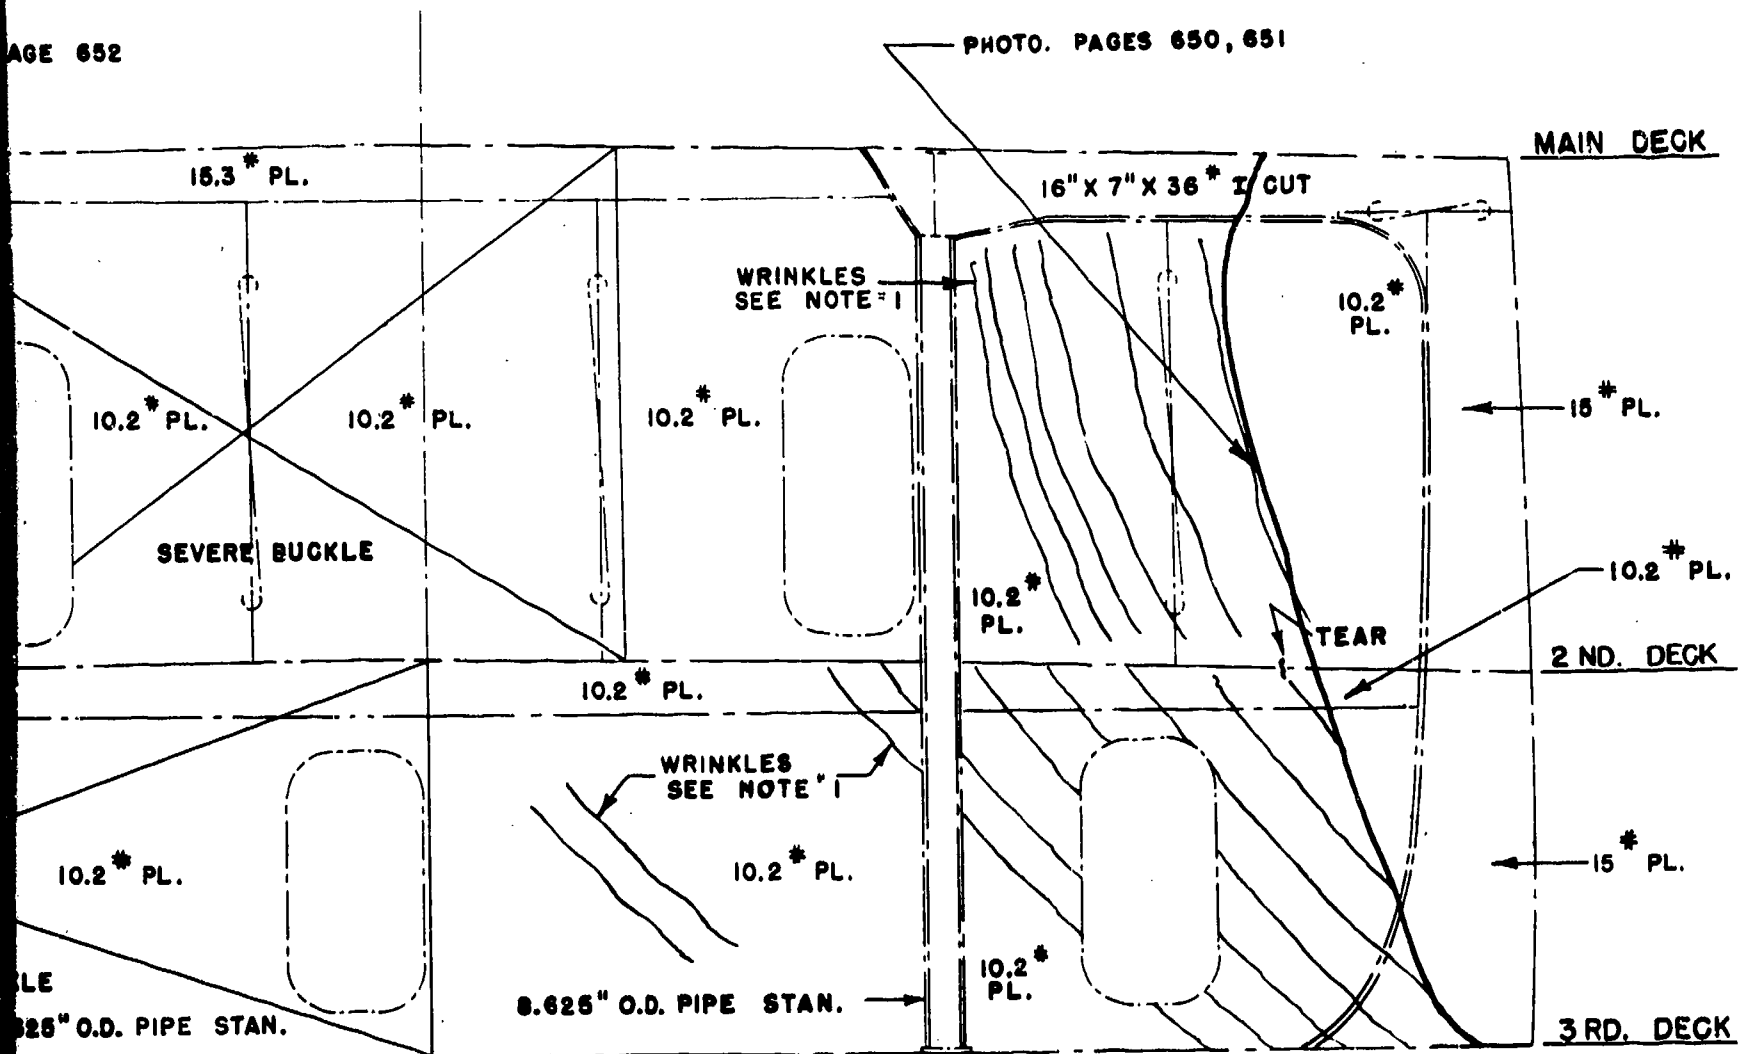 AGE 652
PHOTO. PAGES 650, 651
MAIN DECK
15.3 # PL.
16" X 7" X 36 # I CUT
WRINKLES
SEE NOTE #1
10.2 #
PL.
10.2 # PL.
10.2 # PL.
10.2 # PL.
15 # PL.
SEVERE BUCKLE
10.2 #
PL.
10.2 # PL.
TEAR
2 ND. DECK
10.2 # PL.
WRINKLES
SEE NOTE #1
10.2 # PL.
10.2 # PL.
15 # PL.
10.2 #
PL.
LE
625" O.D. PIPE STAN.
8.625" O.D. PIPE STAN.
3 RD. DECK